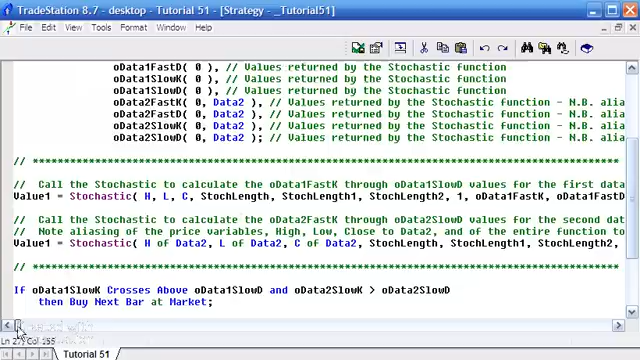 TradeStation 8.7 - desktop - Tutorial 51 - [Strategy - _Tutorial51]
File Edit View Tools Format Window Help
oData1FastD( 0 ), // Values returned by the Stochastic function
oData1SlowK( 0 ), // Values returned by the Stochastic function
oData1SlowD( 0 ), // Values returned by the Stochastic function
oData2FastK( 0, Data2 ), // Values returned by the Stochastic function - N.B. alia
oData2FastD( 0, Data2 ), // Values returned by the Stochastic function - N.B. alia
oData2SlowK( 0, Data2 ), // Values returned by the Stochastic function - N.B. alia
oData2SlowD( 0, Data2 ); // Values returned by the Stochastic function - N.B. alia
// Call the Stochastic to calculate the oData1FastK through oData1SlowD values for the first data
Value1 = Stochastic( H, L, C, StochLength, StochLength1, StochLength2, 1, oData1FastK, oData1FastD
// Call the Stochastic to calculate the oData2FastK through oData2SlowD values for the second dat
// Note aliasing of the price variables, High, Low, Close to Data2, and of the entire function to
Value1 = Stochastic( H of Data2, L of Data2, C of Data2, StochLength, StochLength1, StochLength2,
If oData1SlowK Crosses Above oData1SlowD and oData2SlowK > oData2SlowD
then Buy Next Bar at Market;
Tutorial 51